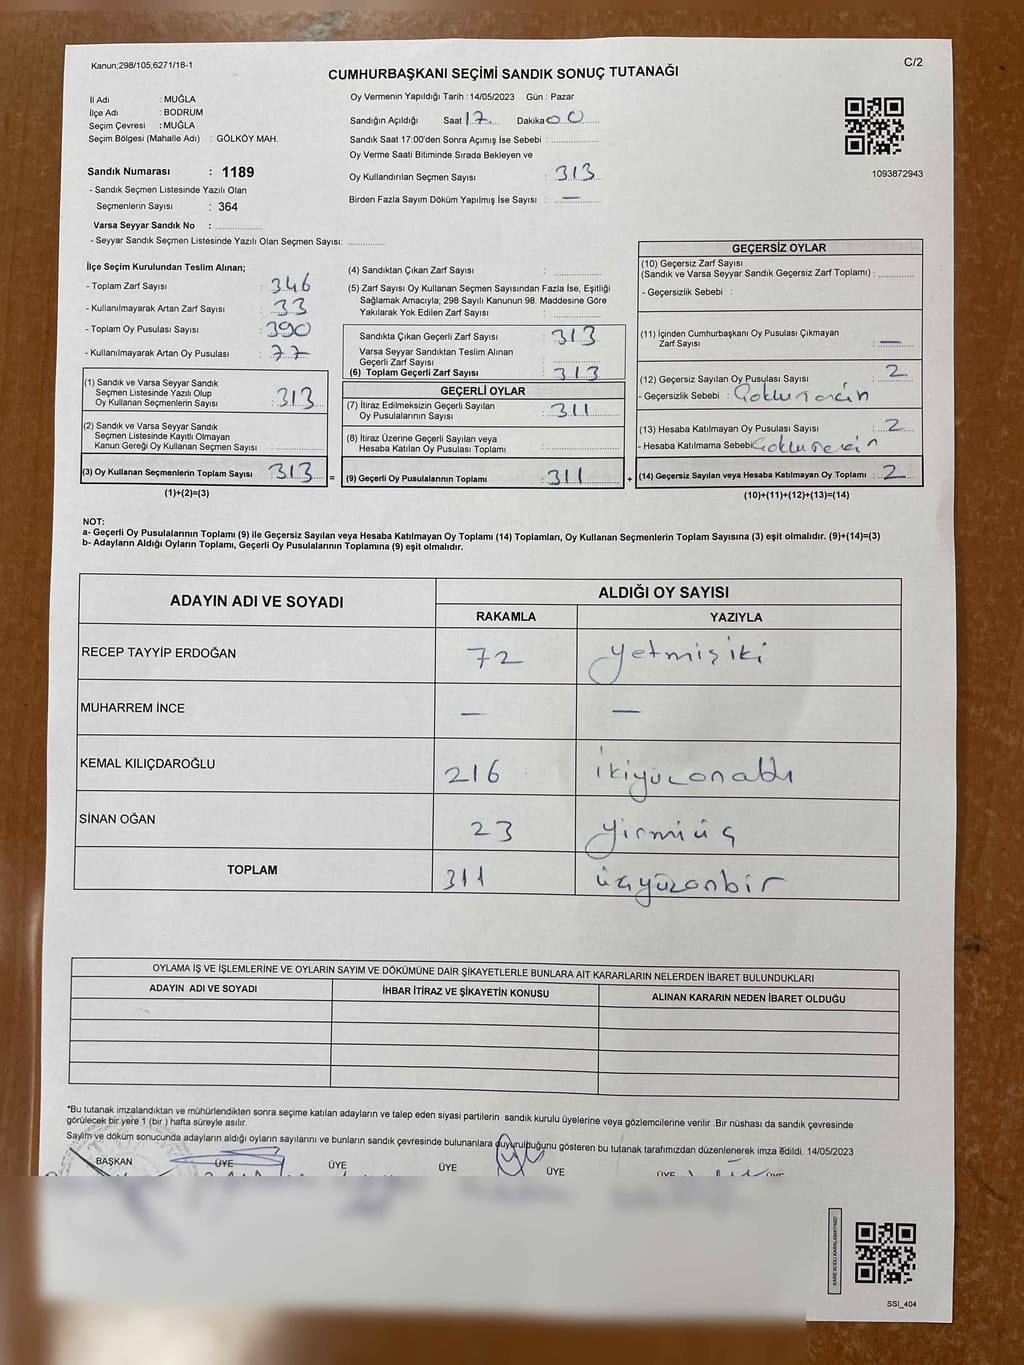 Kanun;298/105,6271/18-1
C/2
CUMHURBAŞKANI SEÇİMİ SANDIK SONUÇ TUTANAĞI
İl Adı : MUĞLA
İlçe Adı : BODRUM
Seçim Çevresi : MUĞLA
Seçim Bölgesi (Mahalle Adı) : GÖLKÖY MAH.
Sandık Numarası : 1189
- Sandık Seçmen Listesinde Yazılı Olan
Seçmenlerin Sayısı : 364
Varsa Seyyar Sandık No : ..............
- Seyyar Sandık Seçmen Listesinde Yazılı Olan Seçmen Sayısı: ............
Oy Vermenin Yapıldığı Tarih : 14/05/2023 Gün : Pazar
Sandığın Açıldığı Saat 17 Dakika 00
Sandık Saat 17:00'den Sonra Açımış İse Sebebi : ..............
Oy Verme Saati Bitiminde Sırada Bekleyen ve
Oy Kullandırılan Seçmen Sayısı : 313
Birden Fazla Sayım Döküm Yapılmış İse Sayısı : —
1093872943
İlçe Seçim Kurulundan Teslim Alınan;
- Toplam Zarf Sayısı : 346
- Kullanılmayarak Artan Zarf Sayısı : 33
- Toplam Oy Pusulası Sayısı : 390
- Kullanılmayarak Artan Oy Pusulası : 77
(1) Sandık ve Varsa Seyyar Sandık
Seçmen Listesinde Yazılı Olup
Oy Kullanan Seçmenlerin Sayısı : 313
(2) Sandık ve Varsa Seyyar Sandık
Seçmen Listesinde Kayıtlı Olmayan
Kanun Gereği Oy Kullanan Seçmen Sayısı : ..............
(3) Oy Kullanan Seçmenlerin Toplam Sayısı : 313 =
(1)+(2)=(3)
(4) Sandıktan Çıkan Zarf Sayısı : ..............
(5) Zarf Sayısı Oy Kullanan Seçmen Sayısından Fazla İse, Eşitliği
Sağlamak Amacıyla; 298 Sayılı Kanunun 98. Maddesine Göre
Yakılarak Yok Edilen Zarf Sayısı : ..............
Sandıkta Çıkan Geçerli Zarf Sayısı : 313
Varsa Seyyar Sandıktan Teslim Alınan
Geçerli Zarf Sayısı : ..............
(6) Toplam Geçerli Zarf Sayısı : 313
GEÇERLİ OYLAR
(7) İtiraz Edilmeksizin Geçerli Sayılan
Oy Pusulalarının Sayısı : 311
(8) İtiraz Üzerine Geçerli Sayılan veya
Hesaba Katılan Oy Pusulası Toplamı : ..............
(9) Geçerli Oy Pusulalarının Toplamı : 311 +
GEÇERSİZ OYLAR
(10) Geçersiz Zarf Sayısı
(Sandık ve Varsa Seyyar Sandık Geçersiz Zarf Toplamı) : ............
- Geçersizlik Sebebi :
(11) İçinden Cumhurbaşkanı Oy Pusulası Çıkmayan
Zarf Sayısı : —
(12) Geçersiz Sayılan Oy Pusulası Sayısı : 2
- Geçersizlik Sebebi :
(13) Hesaba Katılmayan Oy Pusulası Sayısı : 2
- Hesaba Katılmama Sebebi
(14) Geçersiz Sayılan veya Hesaba Katılmayan Oy Toplamı : 2
(10)+(11)+(12)+(13)=(14)
NOT:
a- Geçerli Oy Pusulalarının Toplamı (9) ile Geçersiz Sayılan veya Hesaba Katılmayan Oy Toplamı (14) Toplamları, Oy Kullanan Seçmenlerin Toplam Sayısına (3) eşit olmalıdır. (9)+(14)=(3)
b- Adayların Aldığı Oyların Toplamı, Geçerli Oy Pusulalarının Toplamına (9) eşit olmalıdır.
ADAYIN ADI VE SOYADI ALDIĞI OY SAYISI
RAKAMLA YAZIYLA
RECEP TAYYİP ERDOĞAN 72 yetmişiki
MUHARREM İNCE — —
KEMAL KILIÇDAROĞLU 216 ikiyüzonaltı
SİNAN OĞAN 23 yirmiüç
TOPLAM 311 üçyüzonbir
OYLAMA İŞ VE İŞLEMLERİNE VE OYLARIN SAYIM VE DÖKÜMÜNE DAİR ŞİKAYETLERLE BUNLARA AİT KARARLARIN NELERDEN İBARET BULUNDUKLARI
ADAYIN ADI VE SOYADI İHBAR İTİRAZ VE ŞİKAYETİN KONUSU ALINAN KARARIN NEDEN İBARET OLDUĞU
*Bu tutanak imzalandıktan ve mühürlendikten sonra seçime katılan adayların ve talep eden siyasi partilerin sandık kurulu üyelerine veya gözlemcilerine verilir .Bir nüshası da sandık çevresinde
görülecek bir yere 1 (bir ) hafta süreyle asılır.
Sayım ve döküm sonucunda adayların aldığı oyların sayılarını ve bunların sandık çevresinde bulunanlara duyurulduğunu gösteren bu tutanak tarafımızdan düzenlenerek imza edildi. 14/05/2023
BAŞKAN ÜYE ÜYE ÜYE ÜYE ÜYE ÜYE
KARE KODU KARALAMAYINIZ!
SSI_404